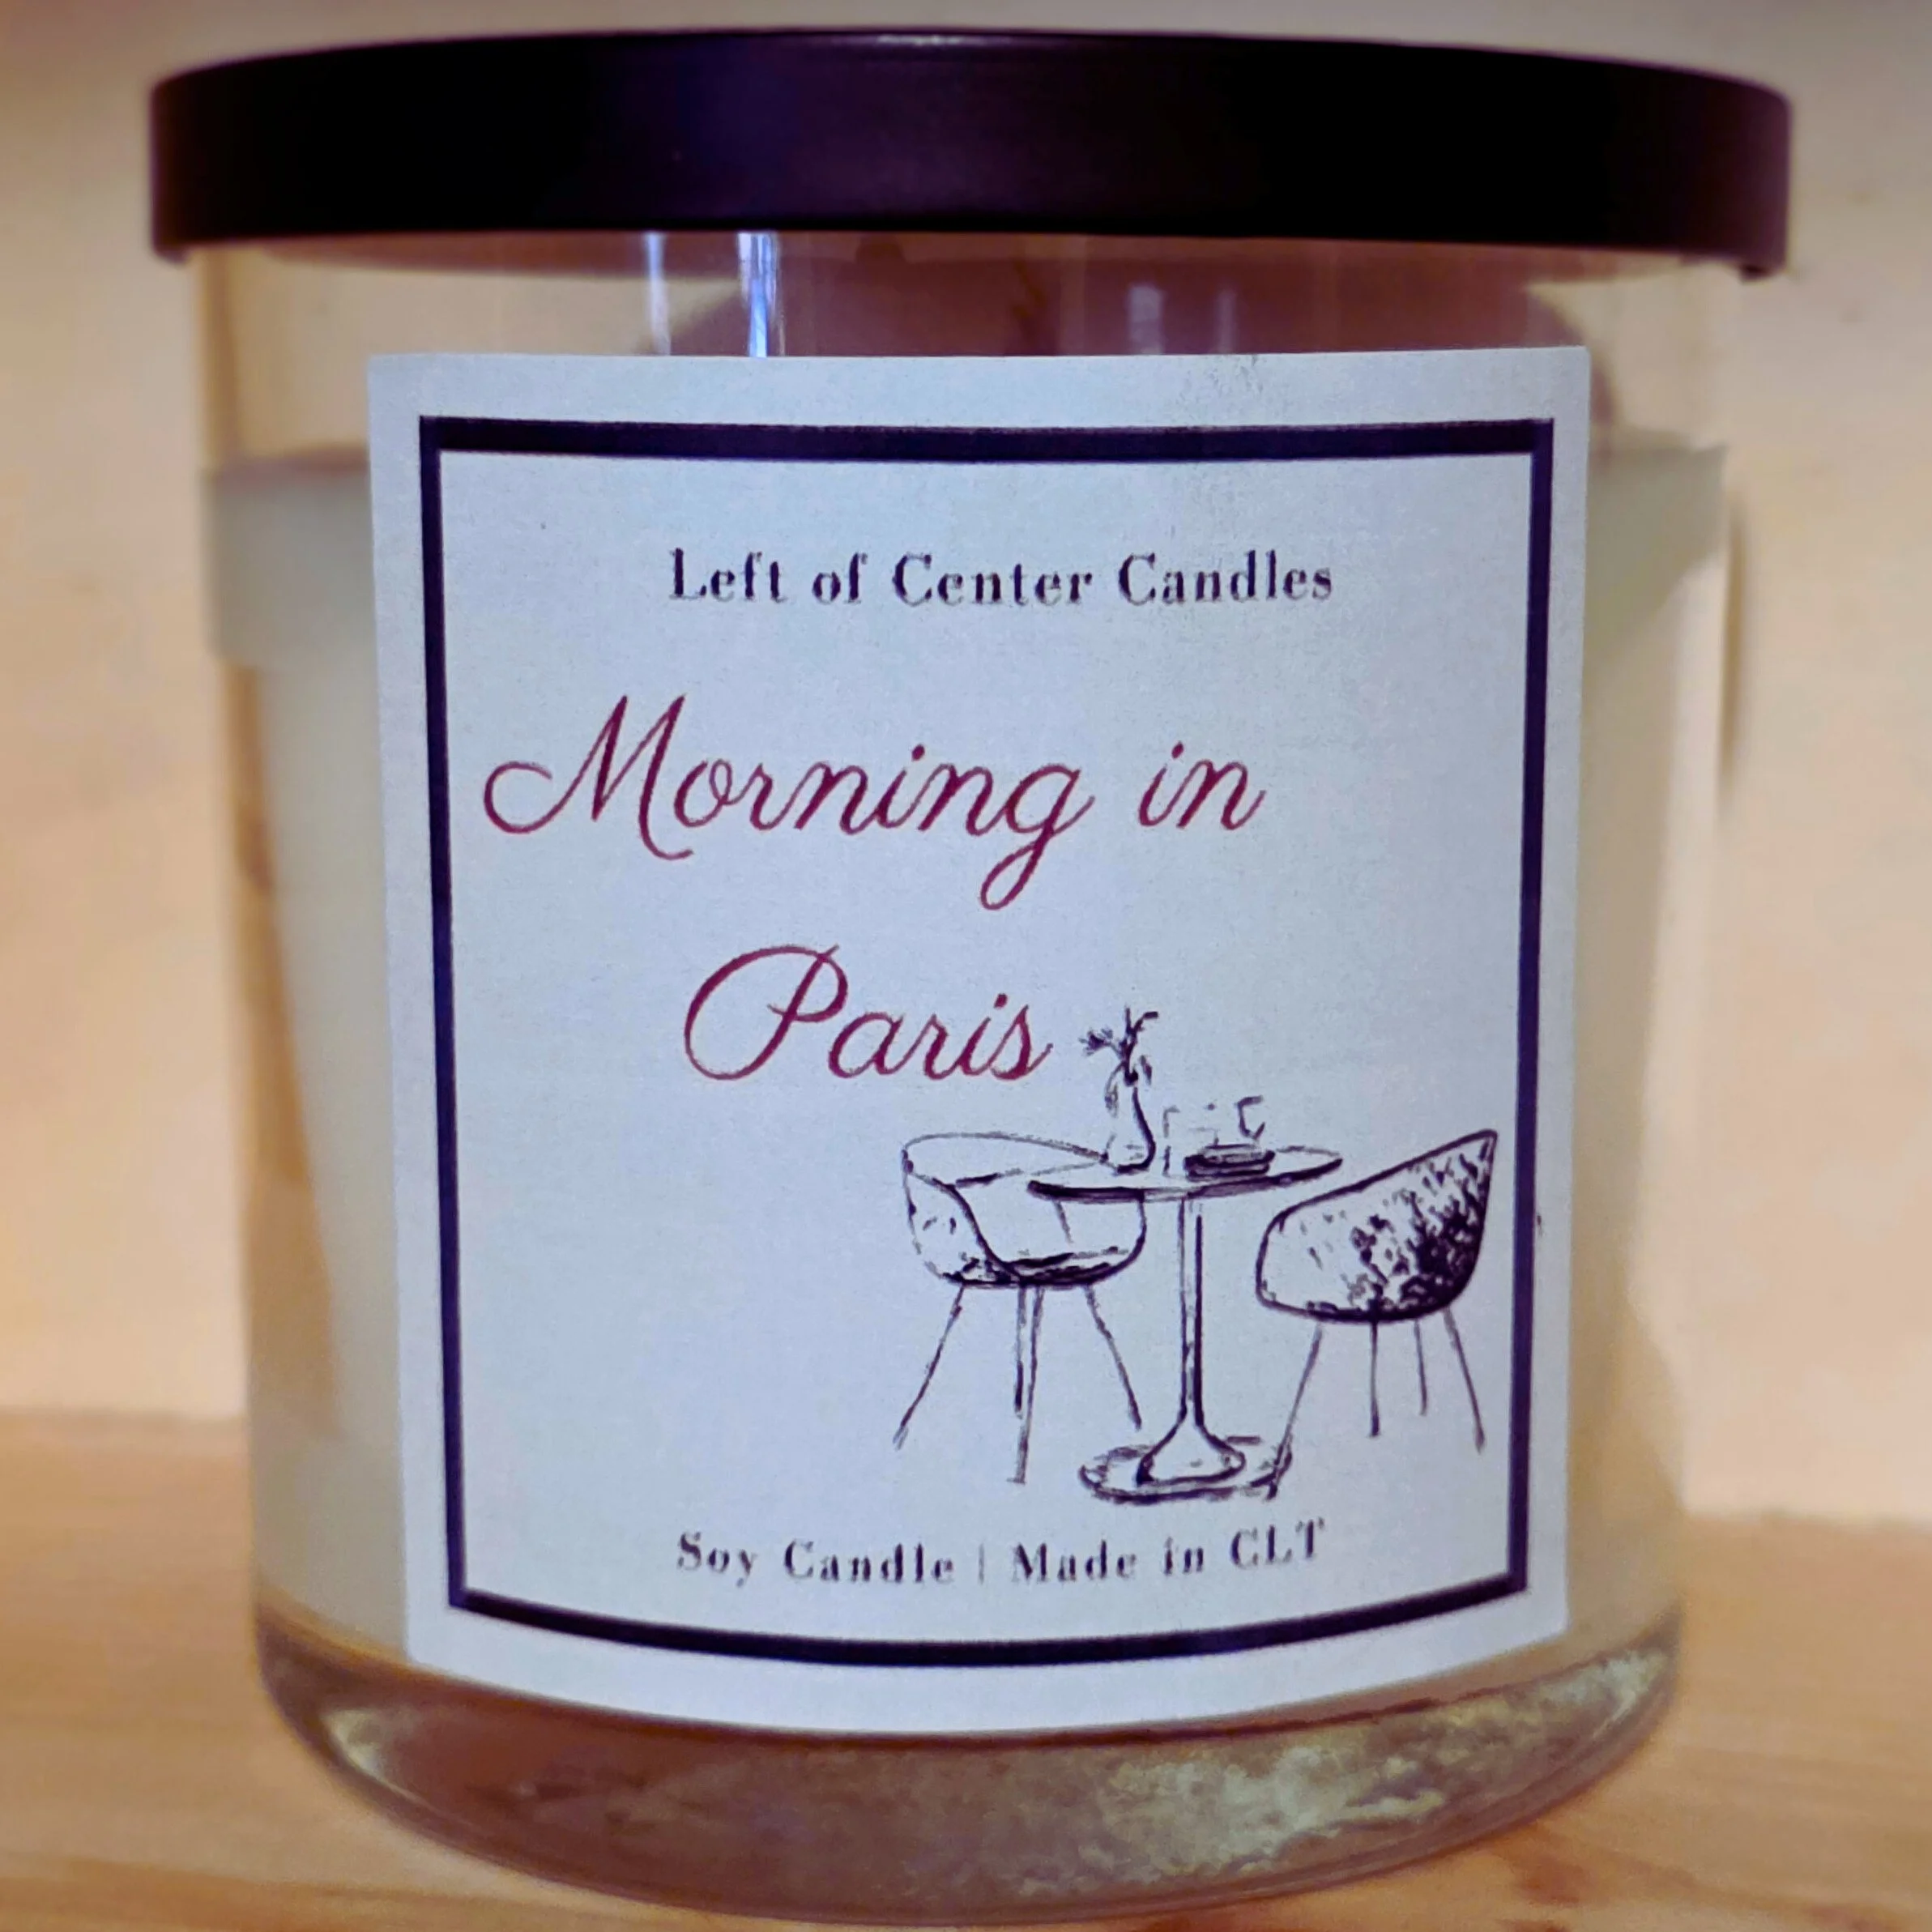 Left of Center Candles
Morning in
Paris
Soy Candle | Made in CLT